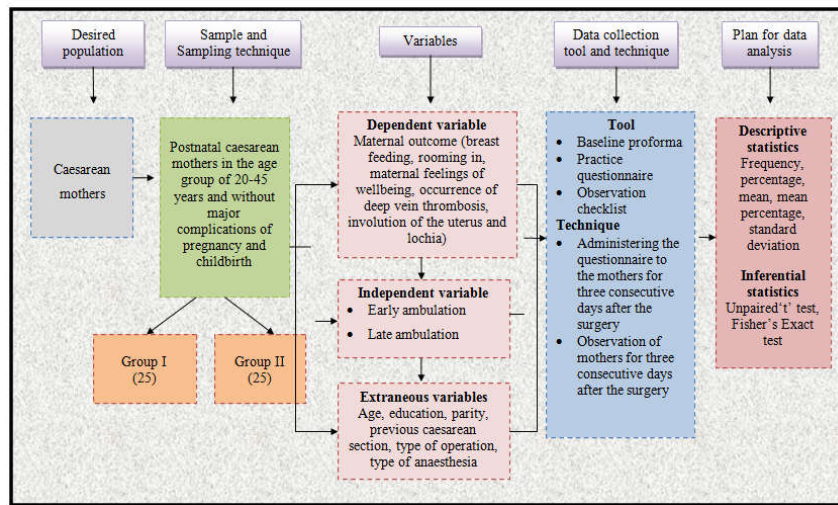 Desired
population
Sample and
Sampling technique
Variables
Data collection
tool and technique
Plan for data
analysis
Caesarean
mothers
Postnatal caesarean
mothers in the age
group of 20-45
years and without
major
complications of
pregnancy and
childbirth
Group I
(25)
Group II
(25)
Dependent variable
Maternal outcome (breast
feeding, rooming in,
maternal feelings of
wellbeing, occurrence of
deep vein thrombosis,
involution of the uterus and
lochia)
Independent variable
• Early ambulation
• Late ambulation
Extraneous variables
Age, education, parity,
previous caesarean
section, type of operation,
type of anaesthesia
Tool
• Baseline proforma
• Practice
questionnaire
• Observation
checklist
Technique
• Administering the
questionnaire to
the mothers for
three consecutive
days after the
surgery
• Observation of
mothers for three
consecutive days
after the surgery
Descriptive
statistics
Frequency,
percentage,
mean, mean
percentage,
standard
deviation
Inferential
statistics
Unpaired‘t’ test,
Fisher’s Exact
test